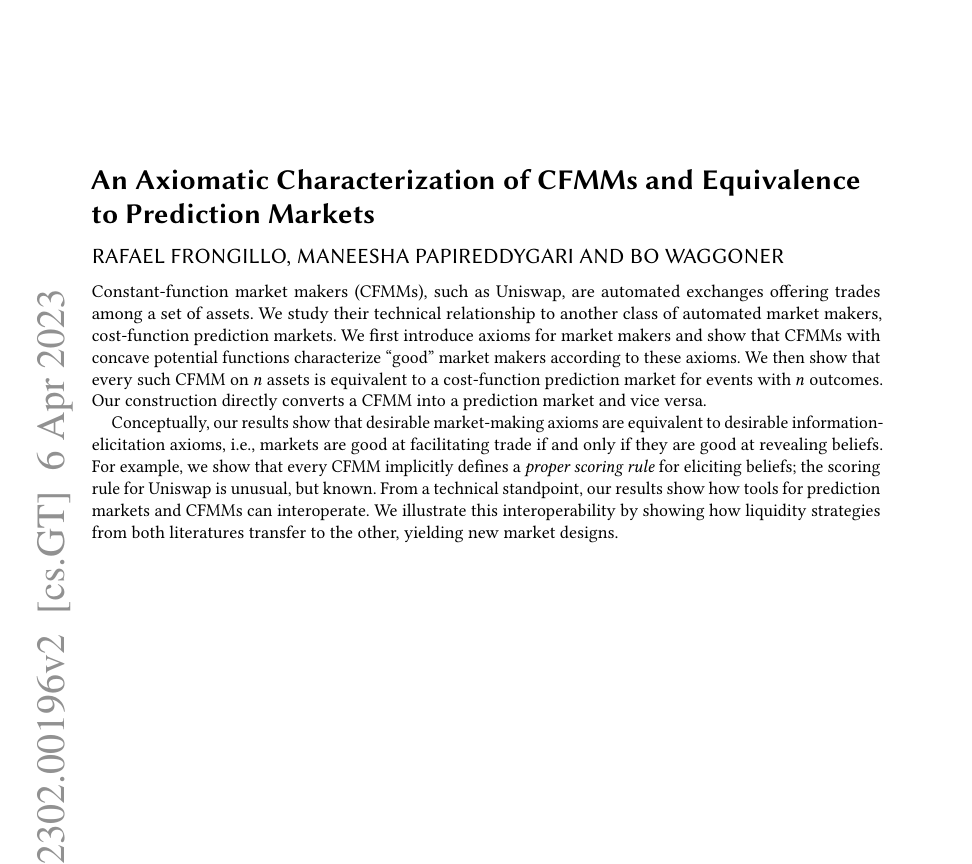 An Axiomatic Characterization of CFMMs and Equivalence
to Prediction Markets
RAFAEL FRONGILLO, MANEESHA PAPIREDDYGARI AND BO WAGGONER
Constant-function market makers (CFMMs), such as Uniswap, are automated exchanges offering trades
among a set of assets. We study their technical relationship to another class of automated market makers,
cost-function prediction markets. We first introduce axioms for market makers and show that CFMMs with
concave potential functions characterize “good” market makers according to these axioms. We then show that
every such CFMM on n assets is equivalent to a cost-function prediction market for events with n outcomes.
Our construction directly converts a CFMM into a prediction market and vice versa.
Conceptually, our results show that desirable market-making axioms are equivalent to desirable information-
elicitation axioms, i.e., markets are good at facilitating trade if and only if they are good at revealing beliefs.
For example, we show that every CFMM implicitly defines a proper scoring rule for eliciting beliefs; the scoring
rule for Uniswap is unusual, but known. From a technical standpoint, our results show how tools for prediction
markets and CFMMs can interoperate. We illustrate this interoperability by showing how liquidity strategies
from both literatures transfer to the other, yielding new market designs.
2302.00196v2 [cs.GT] 6 Apr 2023